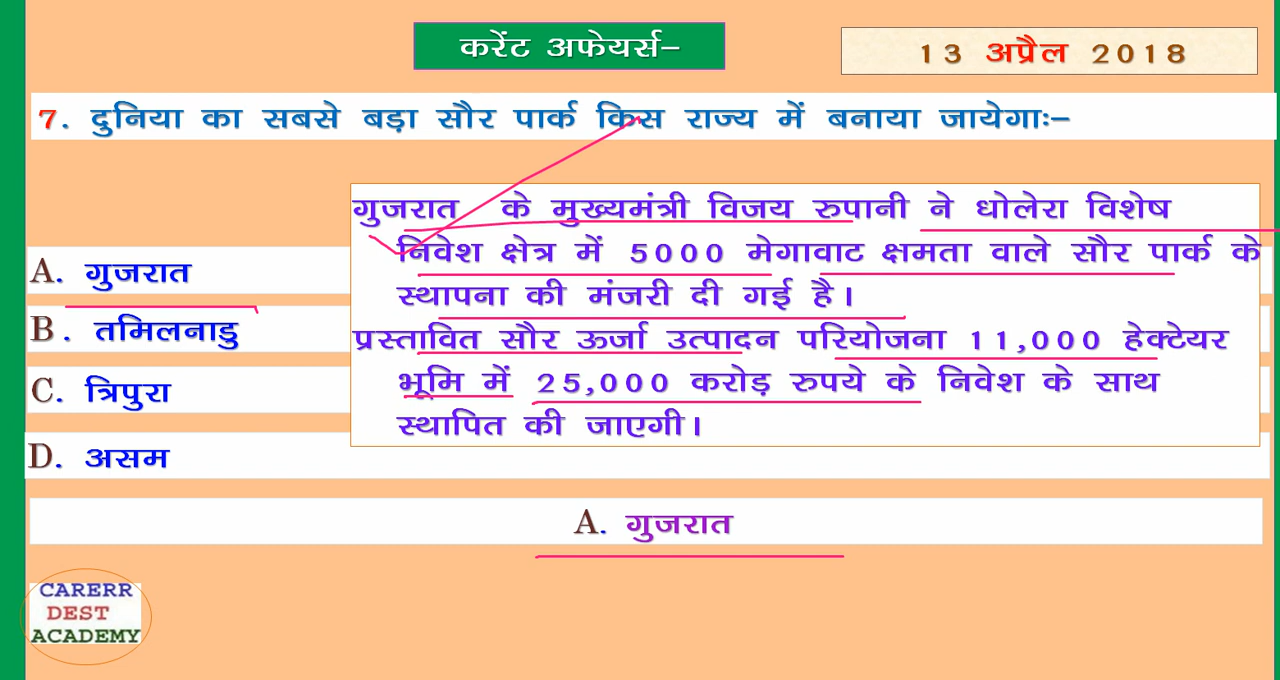 करेंट अफेयर्स–
13 अप्रैल 2018
7. दुनिया का सबसे बड़ा सौर पार्क किस राज्य में बनाया जायेगाः–
गुजरात के मुख्यमंत्री विजय रुपानी ने धोलेरा विशेष
निवेश क्षेत्र में 5000 मेगावाट क्षमता वाले सौर पार्क के
स्थापना की मंजरी दी गई है।
प्रस्तावित सौर ऊर्जा उत्पादन परियोजना 11,000 हेक्टेयर
भूमि में 25,000 करोड़ रुपये के निवेश के साथ
स्थापित की जाएगी।
A. गुजरात
B. तमिलनाडु
C. त्रिपुरा
D. असम
A. गुजरात
CARERR
DEST
ACADEMY